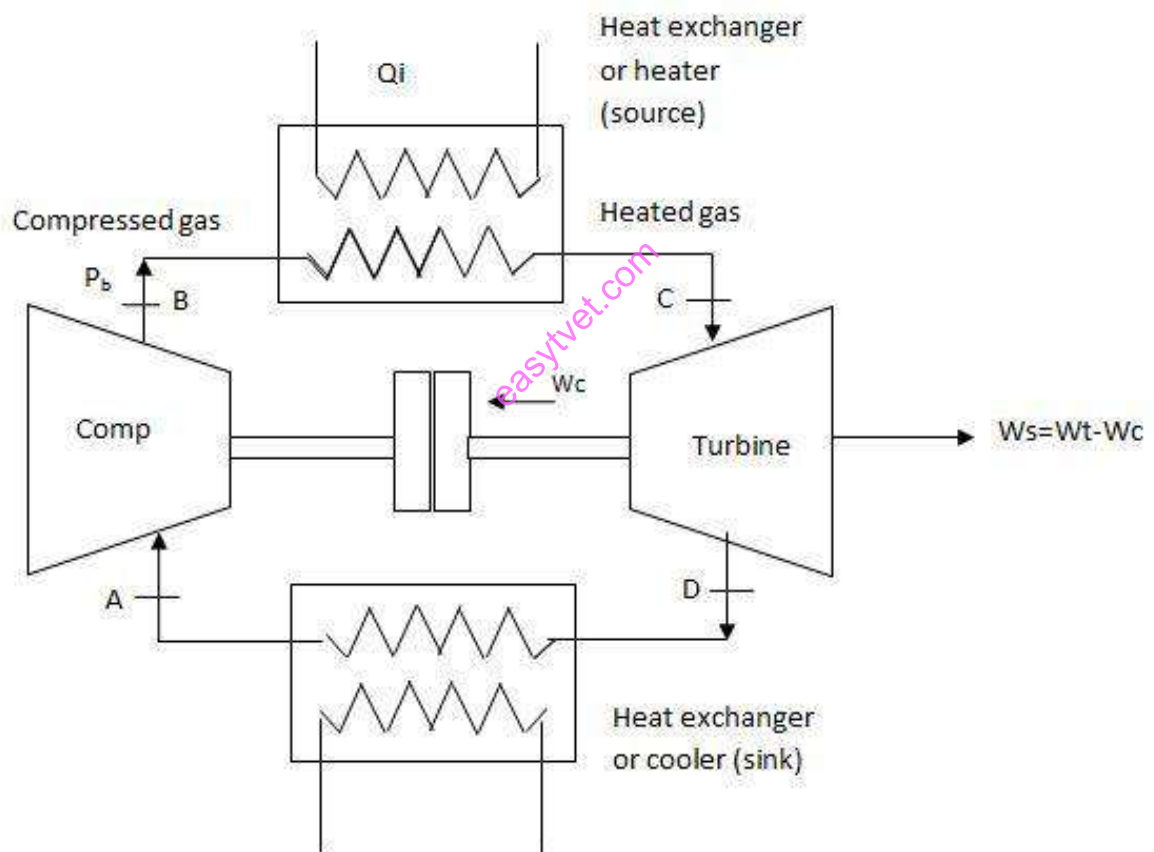 Heat exchanger
or heater
(source)
Qi
Compressed gas
Heated gas
P_b
B
C
easytvet.com
Wc
Comp
Turbine
Ws=Wt-Wc
A
D
Heat exchanger
or cooler (sink)